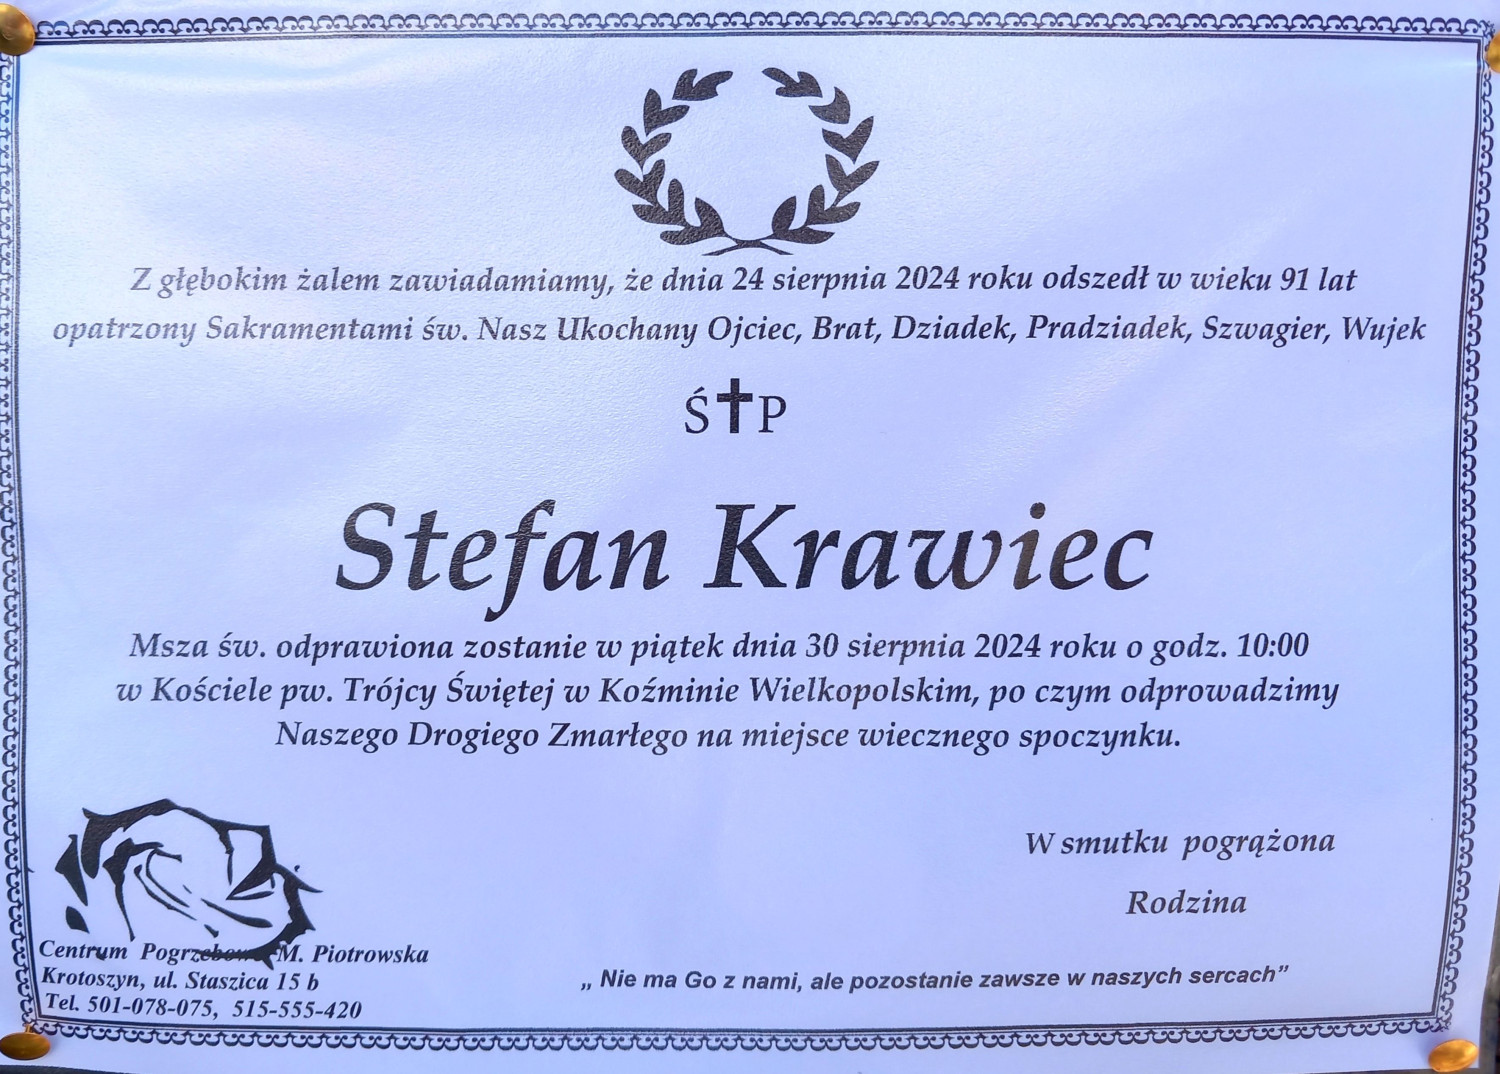 Z głębokim żalem zawiadamiamy, że dnia 24 sierpnia 2024 roku odszedł w wieku 91 lat
opatrzony Sakramentami św. Nasz Ukochany Ojciec, Brat, Dziadek, Pradziadek, Szwagier, Wujek
Ś✝P
Stefan Krawiec
Msza św. odprawiona zostanie w piątek dnia 30 sierpnia 2024 roku o godz. 10:00
w Kościele pw. Trójcy Świętej w Koźminie Wielkopolskim, po czym odprowadzimy
Naszego Drogiego Zmarłego na miejsce wiecznego spoczynku.
W smutku pogrążona
Rodzina
Centrum Pogrzebowe M. Piotrowska
Krotoszyn, ul. Staszica 15 b
Tel. 501-078-075, 515-555-420
„ Nie ma Go z nami, ale pozostanie zawsze w naszych sercach”